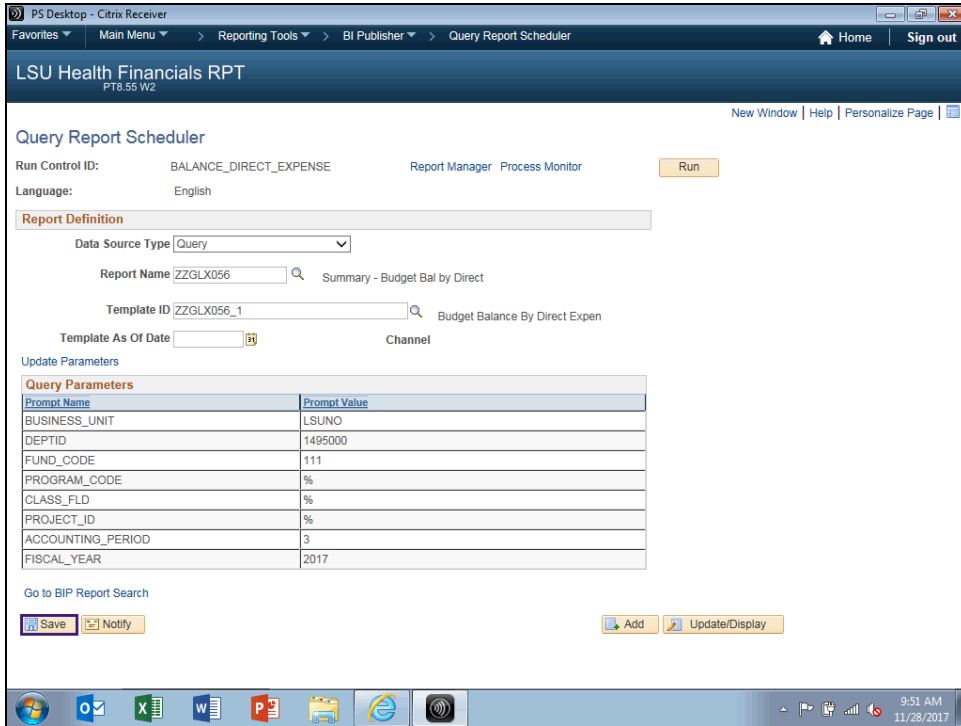 PS Desktop - Citrix Receiver
Favorites Main Menu > Reporting Tools > BI Publisher > Query Report Scheduler Home Sign out
LSU Health Financials RPT
PT8.55 W2
New Window | Help | Personalize Page |
Query Report Scheduler
Run Control ID: BALANCE_DIRECT_EXPENSE Report Manager Process Monitor Run
Language: English
Report Definition
Data Source Type Query
Report Name ZZGLX056 Summary - Budget Bal by Direct
Template ID ZZGLX056_1 Budget Balance By Direct Expen
Template As Of Date 31 Channel
Update Parameters
Query Parameters
Prompt Name Prompt Value
BUSINESS_UNIT LSUNO
DEPTID 1495000
FUND_CODE 111
PROGRAM_CODE %
CLASS_FLD %
PROJECT_ID %
ACCOUNTING_PERIOD 3
FISCAL_YEAR 2017
Go to BIP Report Search
Save Notify Add Update/Display
9:51 AM
11/28/2017